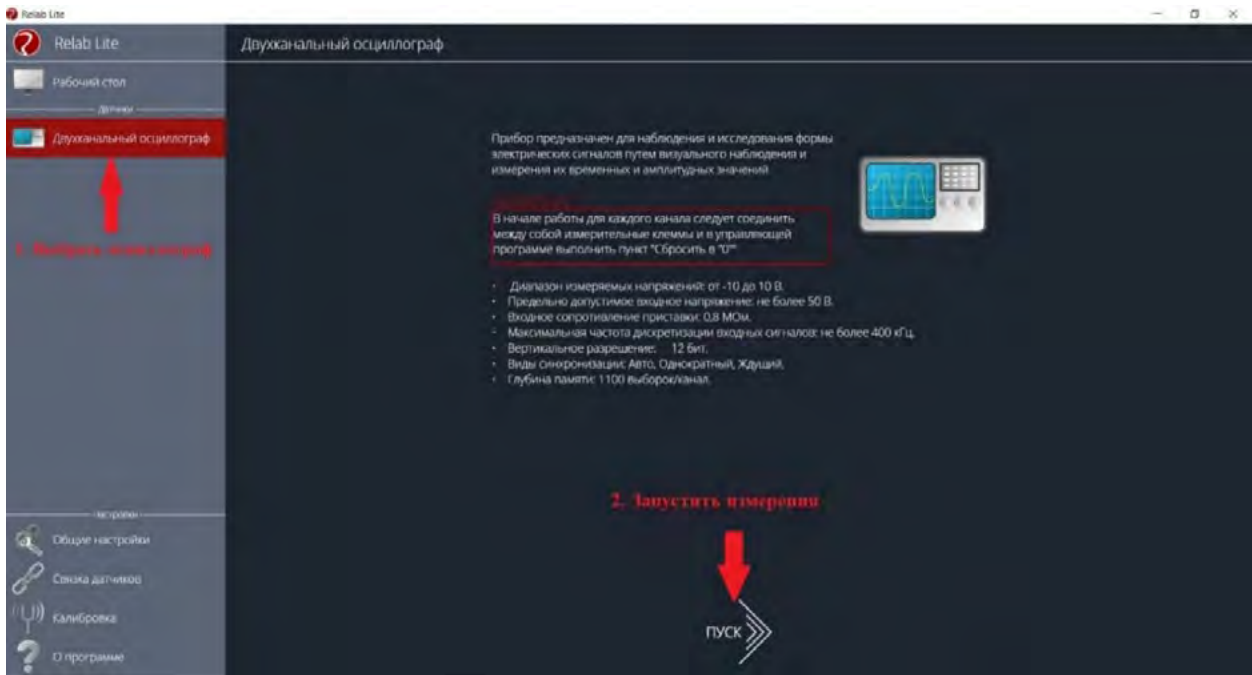 Relab Lite
Relab Lite
Двухканальный осциллограф
Рабочий стол
Датчики
Двухканальный осциллограф
1. Выбрать осциллограф
Прибор предназначен для наблюдения и исследования формы
электрических сигналов путем визуального наблюдения и
измерения их временных и амплитудных значений
В начале работы для каждого канала следует соединить
между собой измерительные клеммы и в управляющей
программе выполнить пункт "Сбросить в "0""
· Диапазон измеряемых напряжений: от -10 до 10 В.
· Предельно допустимое входное напряжение: не более 50 В.
· Входное сопротивление приставки: 0,8 МОм.
· Максимальная частота дискретизации входных сигналов: не более 400 кГц.
· Вертикальное разрешение: 12 бит.
· Виды синхронизации: Авто, Однократный, Ждущий.
· Глубина памяти: 1100 выборок/канал.
2. Запустить измерения
ПУСК
Настройки
Общие настройки
Связка датчиков
Калибровка
О программе